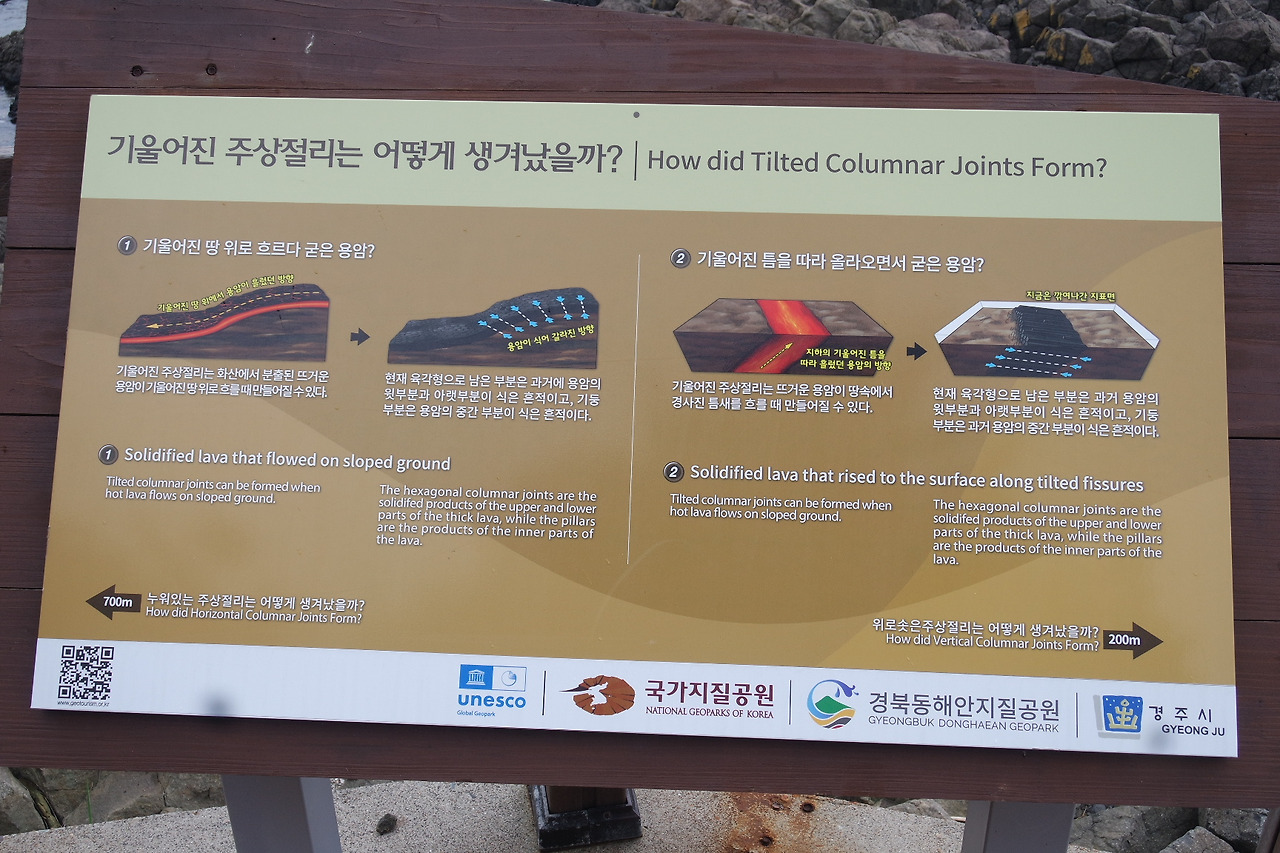 기울어진 주상절리는 어떻게 생겨났을까? | How did Tilted Columnar Joints Form?
1 기울어진 땅 위로 흐르다 굳은 용암?
기울어진 땅 위에서 용암이 흘렀던 방향
용암이 식어 갈라진 방향
기울어진 주상절리는 화산에서 분출된 뜨거운
용암이 기울어진 땅 위로 흐를 때 만들어질 수 있다.
현재 육각형으로 남은 부분은 과거에 용암의
윗부분과 아랫부분이 식은 흔적이고, 기둥
부분은 용암의 중간 부분이 식은 흔적이다.
1 Solidified lava that flowed on sloped ground
Tilted columnar joints can be formed when
hot lava flows on sloped ground.
The hexagonal columnar joints are the
solidifed products of the upper and lower
parts of the thick lava, while the pillars
are the products of the inner parts of
the lava.
2 기울어진 틈을 따라 올라오면서 굳은 용암?
지하의 기울어진 틈을
따라 흘렀던 용암의 방향
지금은 깎여나간 지표면
기울어진 주상절리는 뜨거운 용암이 땅속에서
경사진 틈새를 흐를 때 만들어질 수 있다.
현재 육각형으로 남은 부분은 과거 용암의
윗부분과 아랫부분이 식은 흔적이고, 기둥
부분은 과거 용암의 중간 부분이 식은 흔적이다.
2 Solidified lava that rised to the surface along tilted fissures
Tilted columnar joints can be formed when
hot lava flows on sloped ground.
The hexagonal columnar joints are the
solidifed products of the upper and lower
parts of the thick lava, while the pillars
are the products of the inner parts of the
lava.
700m 누워있는 주상절리는 어떻게 생겨났을까?
How did Horizontal Columnar Joints Form?
위로솟은주상절리는 어떻게 생겨났을까?
How did Vertical Columnar Joints Form? 200m
www.geotourism.or.kr
unesco
Global Geopark
국가지질공원
NATIONAL GEOPARKS OF KOREA
경북동해안지질공원
GYEONGBUK DONGHAEAN GEOPARK
경주시
GYEONG JU